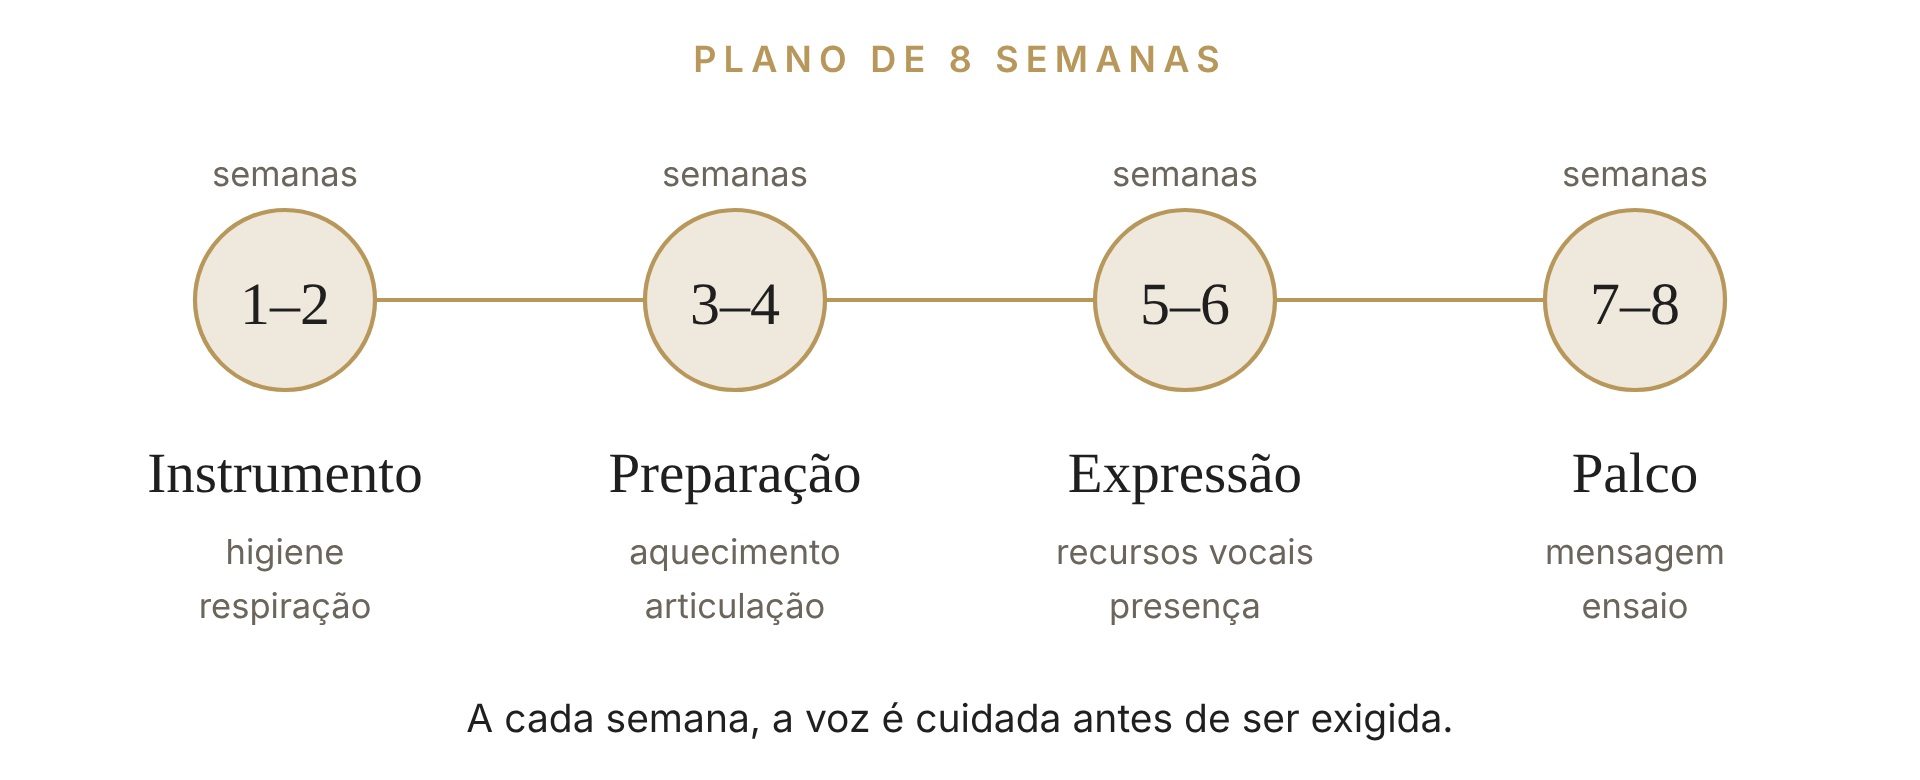 PLANO DE 8 SEMANAS
semanas semanas semanas semanas
1–2 3–4 5–6 7–8
Instrumento Preparação Expressão Palco
higiene aquecimento recursos vocais mensagem
respiração articulação presença ensaio
A cada semana, a voz é cuidada antes de ser exigida.